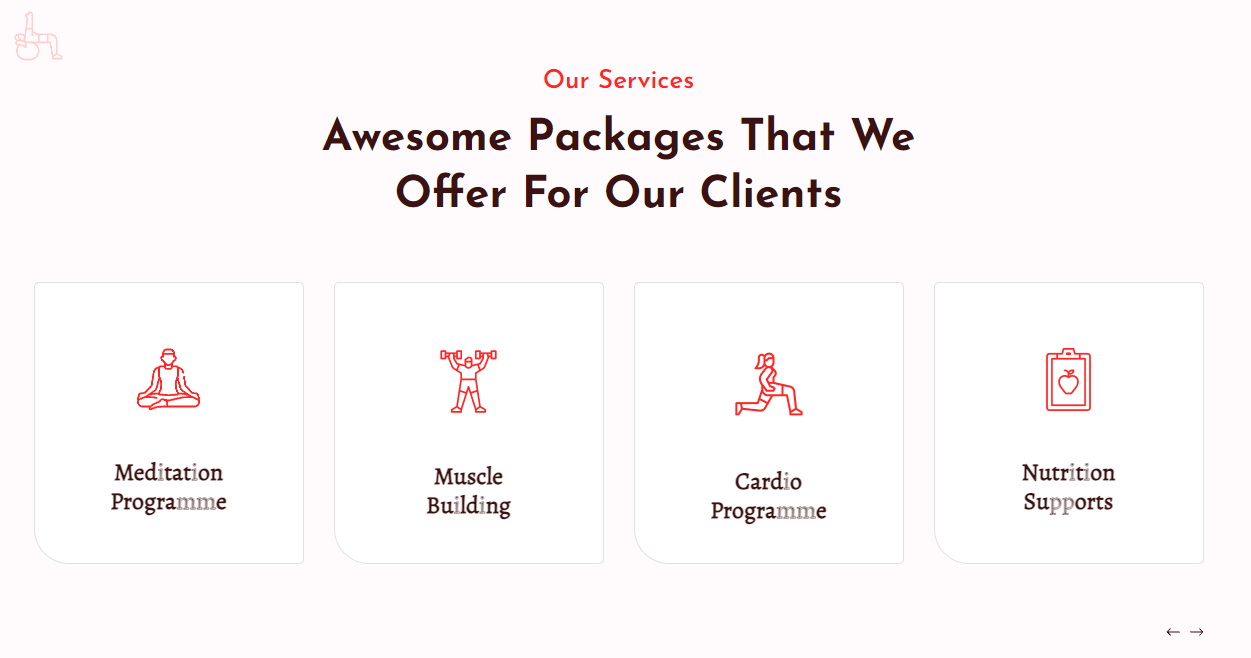 Our Services
Awesome Packages That We
Offer For Our Clients
Meditation
Programme
Muscle
Building
Cardio
Programme
Nutrition
Supports